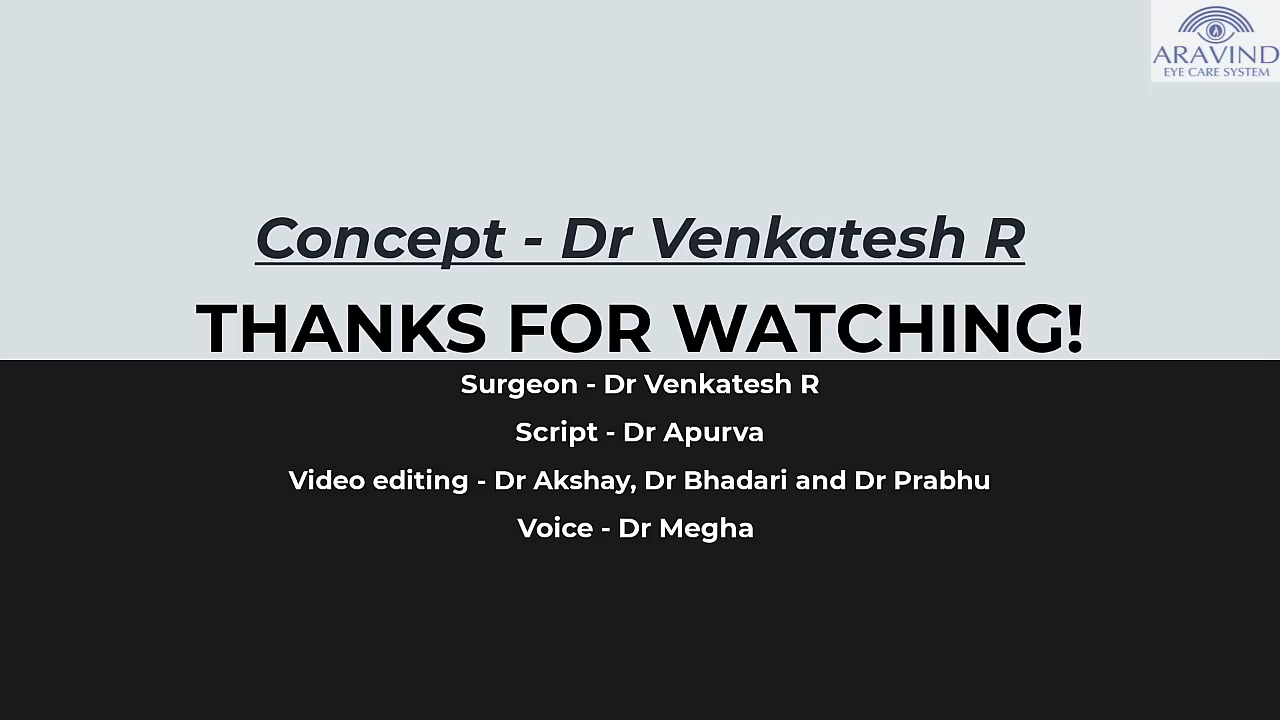 ARAVIND
EYE CARE SYSTEM
Concept - Dr Venkatesh R
THANKS FOR WATCHING!
Surgeon - Dr Venkatesh R
Script - Dr Apurva
Video editing - Dr Akshay, Dr Bhadari and Dr Prabhu
Voice - Dr Megha